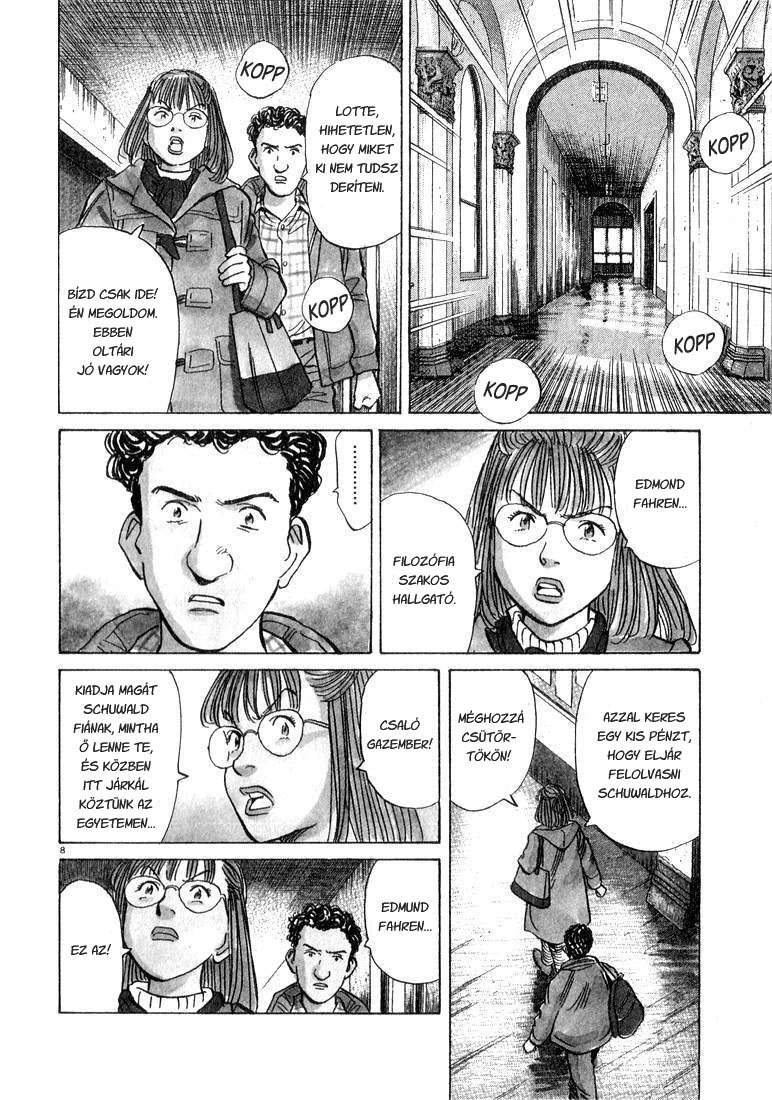 KOPP
KOPP
KOPP
KOPP
LOTTE,
HIHETETLEN,
HOGY MIKET
KI NEM TUDSZ
DERÍTENI.
KOPP
BÍZD CSAK IDE!
ÉN MEGOLDOM.
EBBEN
OLTÁRI
JÓ VAGYOK!
EDMOND
FAHREN...
FILOZÓFIA
SZAKOS
HALLGATÓ.
.........
AZZAL KERES
EGY KIS PÉNZT,
HOGY ELJÁR
FELOLVASNI
SCHUWALDHOZ.
MÉGHOZZÁ
CSÜTÖR-
TÖKÖN!
CSALÓ
GAZEMBER!
KIADJA MAGÁT
SCHUWALD
FIÁNAK, MINTHA
Ő LENNE TE,
ÉS KÖZBEN
ITT JÁRKÁL
KÖZTÜNK AZ
EGYETEMEN...
8
EDMUND
FAHREN...
EZ AZ!